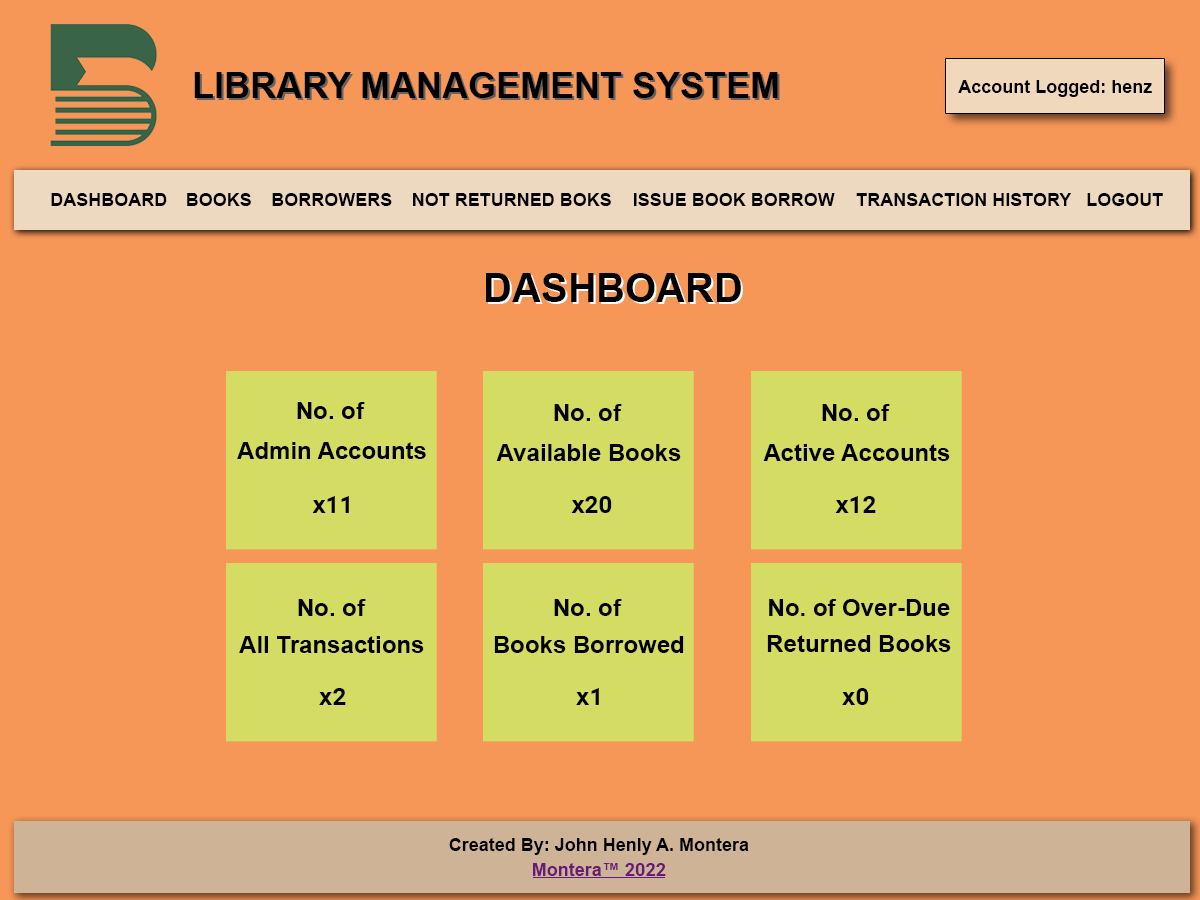 LIBRARY MANAGEMENT SYSTEM
Account Logged: henz
DASHBOARD BOOKS BORROWERS NOT RETURNED BOKS ISSUE BOOK BORROW TRANSACTION HISTORY LOGOUT
DASHBOARD
No. of
Admin Accounts
x11
No. of
Available Books
x20
No. of
Active Accounts
x12
No. of
All Transactions
x2
No. of
Books Borrowed
x1
No. of Over-Due
Returned Books
x0
Created By: John Henly A. Montera
Montera™ 2022